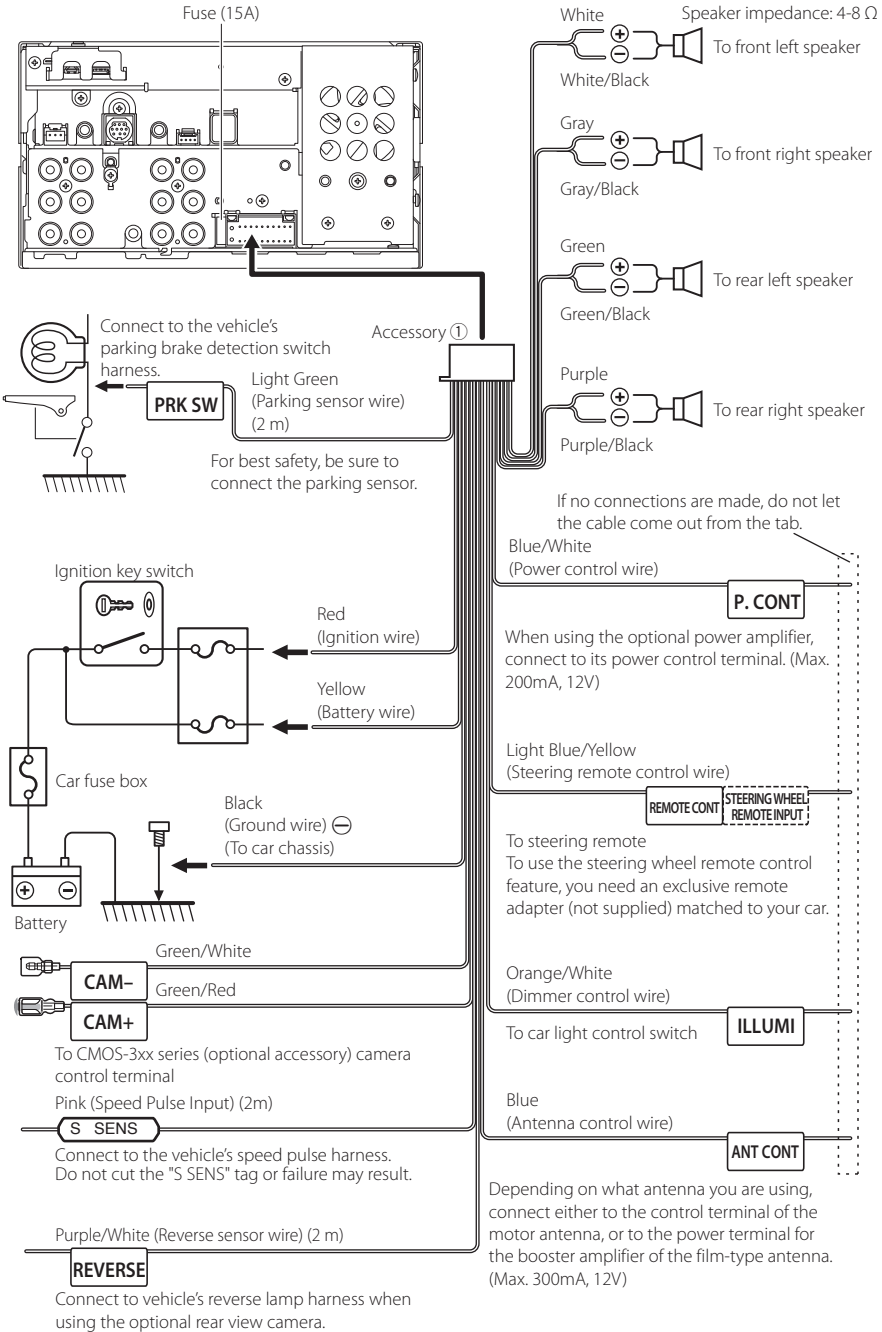 Fuse (15A)
White
Speaker impedance: 4-8 Ω
⊕
⊖
To front left speaker
White/Black
Gray
⊕
⊖
To front right speaker
Gray/Black
Green
⊕
⊖
To rear left speaker
Green/Black
Purple
⊕
⊖
To rear right speaker
Purple/Black
Accessory ①
Connect to the vehicle's
parking brake detection switch
harness.
PRK SW
Light Green
(Parking sensor wire)
(2 m)
For best safety, be sure to
connect the parking sensor.
If no connections are made, do not let
the cable come out from the tab.
Blue/White
(Power control wire)
P. CONT
When using the optional power amplifier,
connect to its power control terminal. (Max.
200mA, 12V)
Ignition key switch
Red
(Ignition wire)
Yellow
(Battery wire)
Car fuse box
Black
(Ground wire) ⊖
(To car chassis)
⊕
⊖
Battery
Light Blue/Yellow
(Steering remote control wire)
REMOTE CONT
STEERING WHEEL
REMOTE INPUT
To steering remote
To use the steering wheel remote control
feature, you need an exclusive remote
adapter (not supplied) matched to your car.
Green/White
CAM–
Green/Red
CAM+
To CMOS-3xx series (optional accessory) camera
control terminal
Orange/White
(Dimmer control wire)
To car light control switch
ILLUMI
Pink (Speed Pulse Input) (2m)
S SENS
Connect to the vehicle's speed pulse harness.
Do not cut the "S SENS" tag or failure may result.
Blue
(Antenna control wire)
ANT CONT
Depending on what antenna you are using,
connect either to the control terminal of the
motor antenna, or to the power terminal for
the booster amplifier of the film-type antenna.
(Max. 300mA, 12V)
Purple/White (Reverse sensor wire) (2 m)
REVERSE
Connect to vehicle's reverse lamp harness when
using the optional rear view camera.